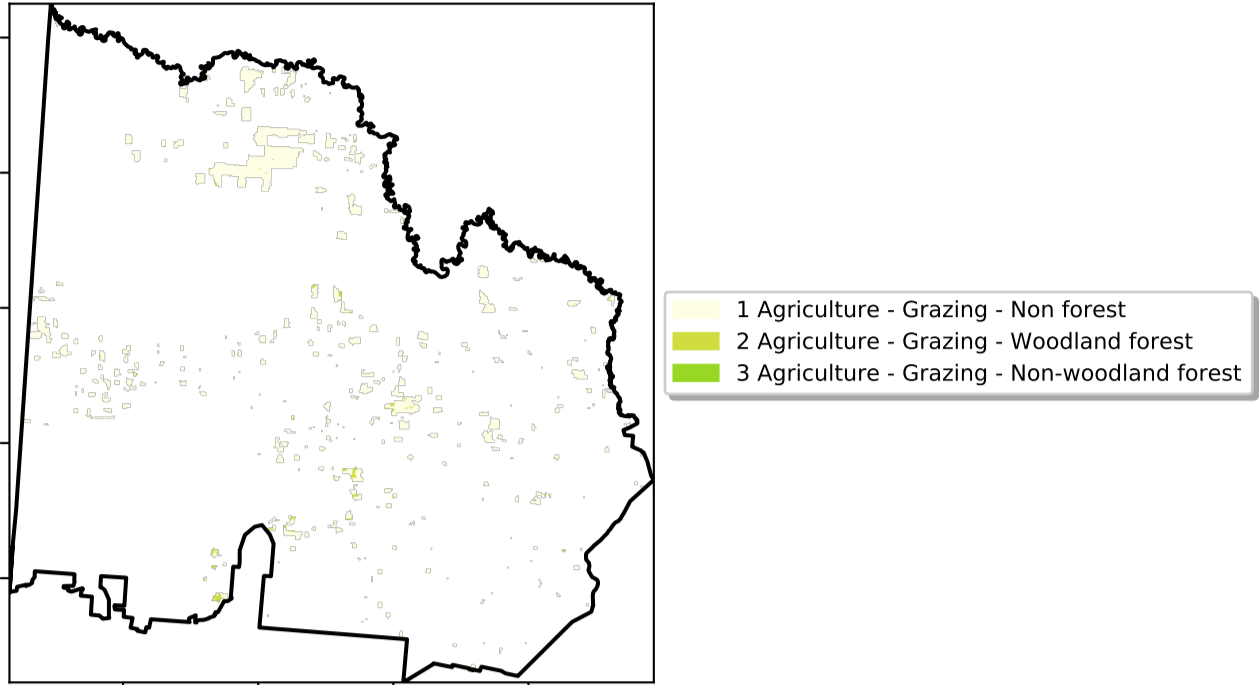 1 Agriculture - Grazing - Non forest
2 Agriculture - Grazing - Woodland forest
3 Agriculture - Grazing - Non-woodland forest